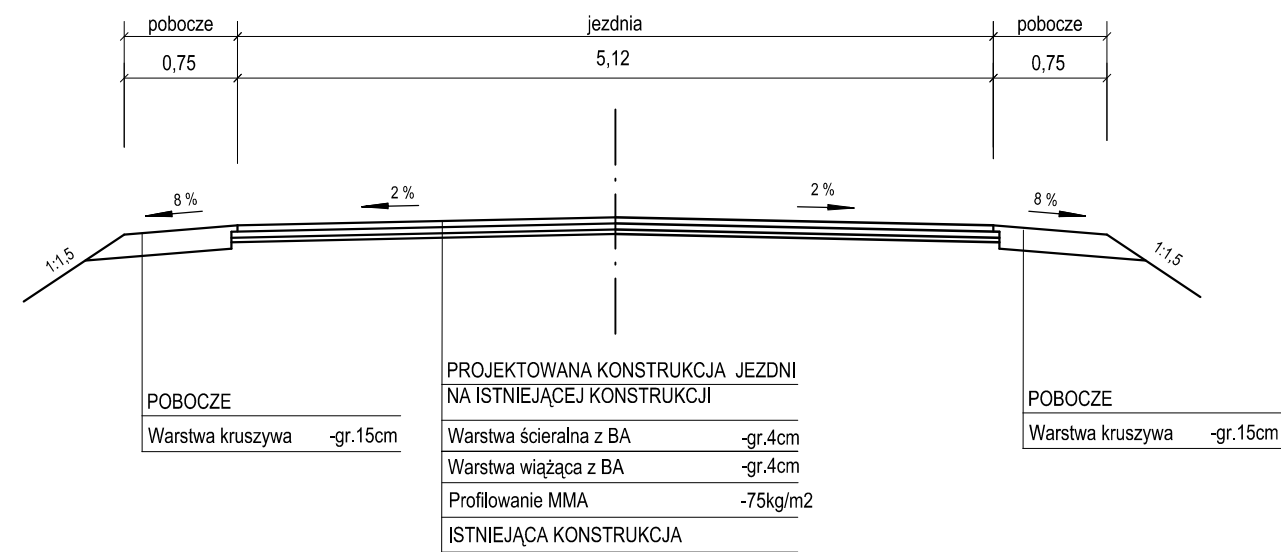 pobocze jezdnia pobocze
0,75 5,12 0,75
8 % 2 % 2 % 8 %
1:1,5 1:1,5
PROJEKTOWANA KONSTRUKCJA JEZDNI
NA ISTNIEJĄCEJ KONSTRUKCJI
Warstwa ścieralna z BA -gr.4cm
Warstwa wiążąca z BA -gr.4cm
Profilowanie MMA -75kg/m2
ISTNIEJĄCA KONSTRUKCJA
POBOCZE
Warstwa kruszywa -gr.15cm
POBOCZE
Warstwa kruszywa -gr.15cm